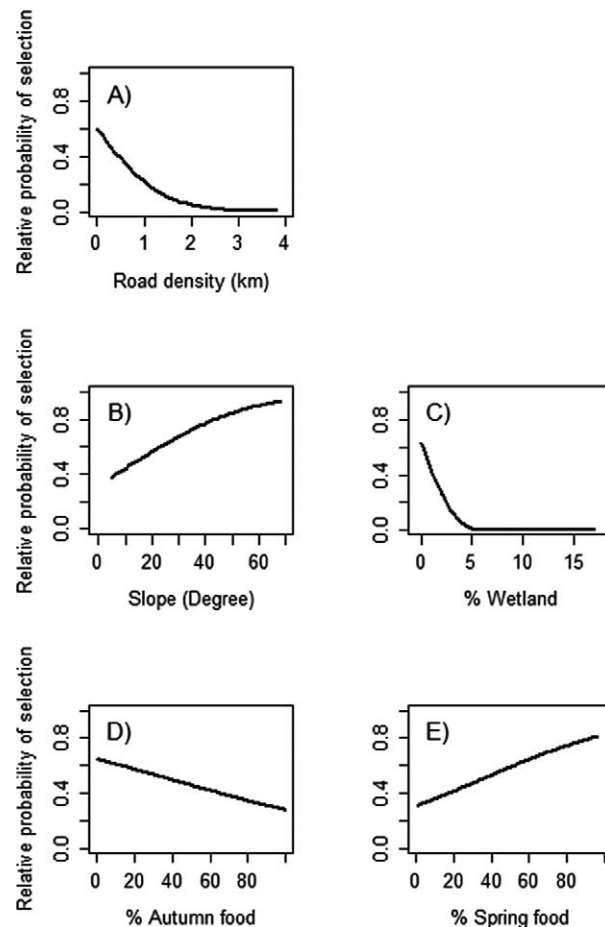 Relative probability of selection
A)
0.8
0.4
0.0
0 1 2 3 4
Road density (km)
Relative probability of selection
B)
0.8
0.4
0.0
0 20 40 60
Slope (Degree)
C)
0.8
0.4
0.0
0 5 10 15
% Wetland
Relative probability of selection
D)
0.8
0.4
0.0
0 20 40 60 80
% Autumn food
E)
0.8
0.4
0.0
0 20 40 60 80
% Spring food